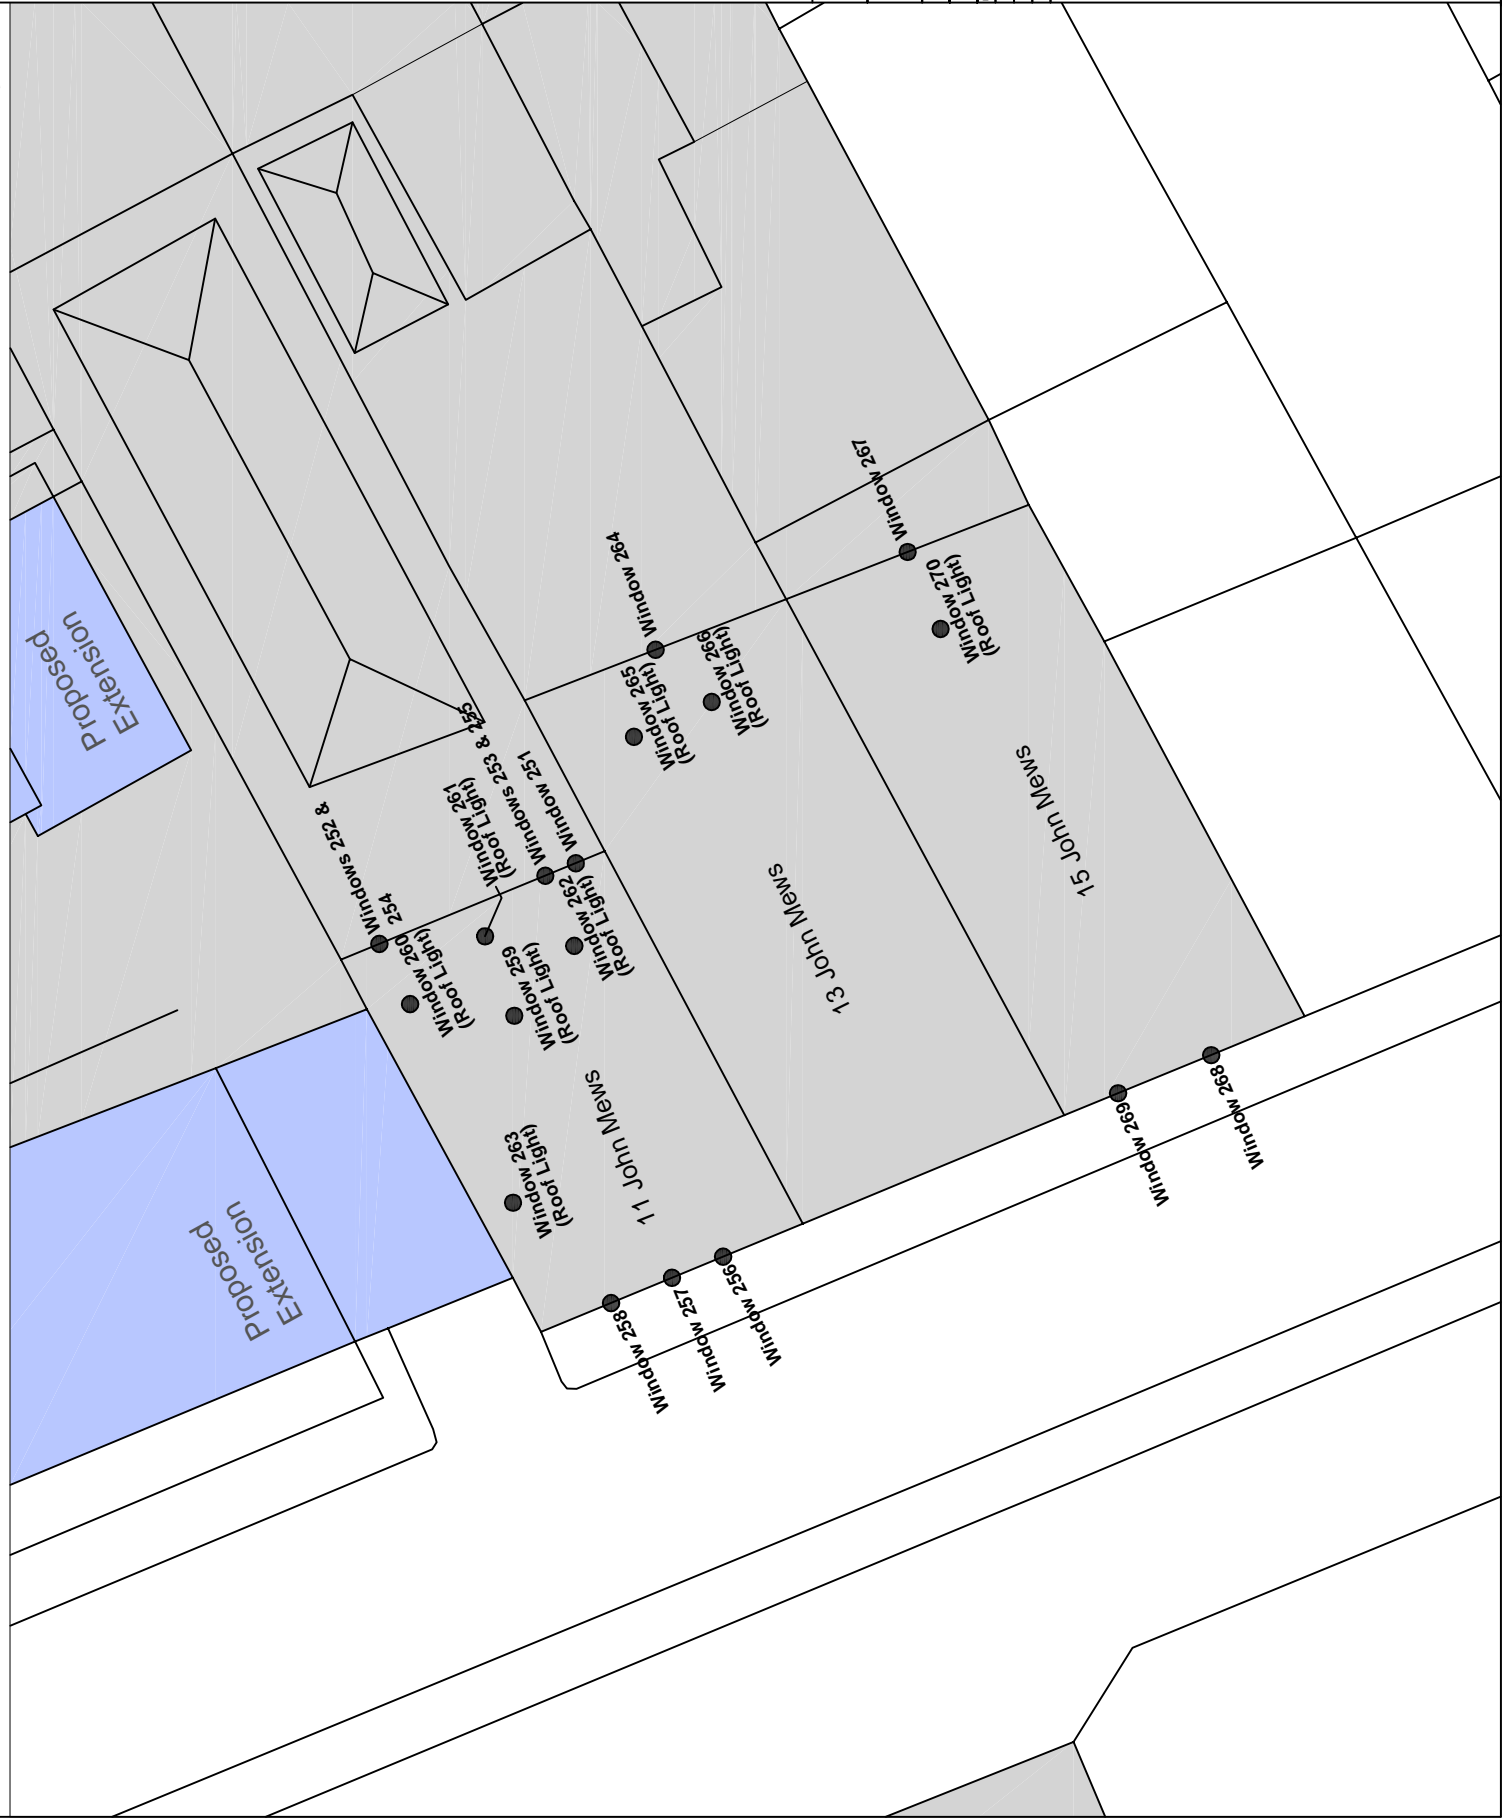 Window 267
Window 264
Window 270
(Roof Light)
Window 266
(Roof Light)
Window 265
(Roof Light)
Proposed
Extension
Windows 253 & 255
Window 251
Window 261
(Roof Light)
Windows 252 &
254
15 John Mews
13 John Mews
Window 262
(Roof Light)
Window 260
(Roof Light)
Window 259
(Roof Light)
11 John Mews
Window 263
(Roof Light)
Window 268
Window 269
Proposed
Extension
Window 256
Window 257
Window 258